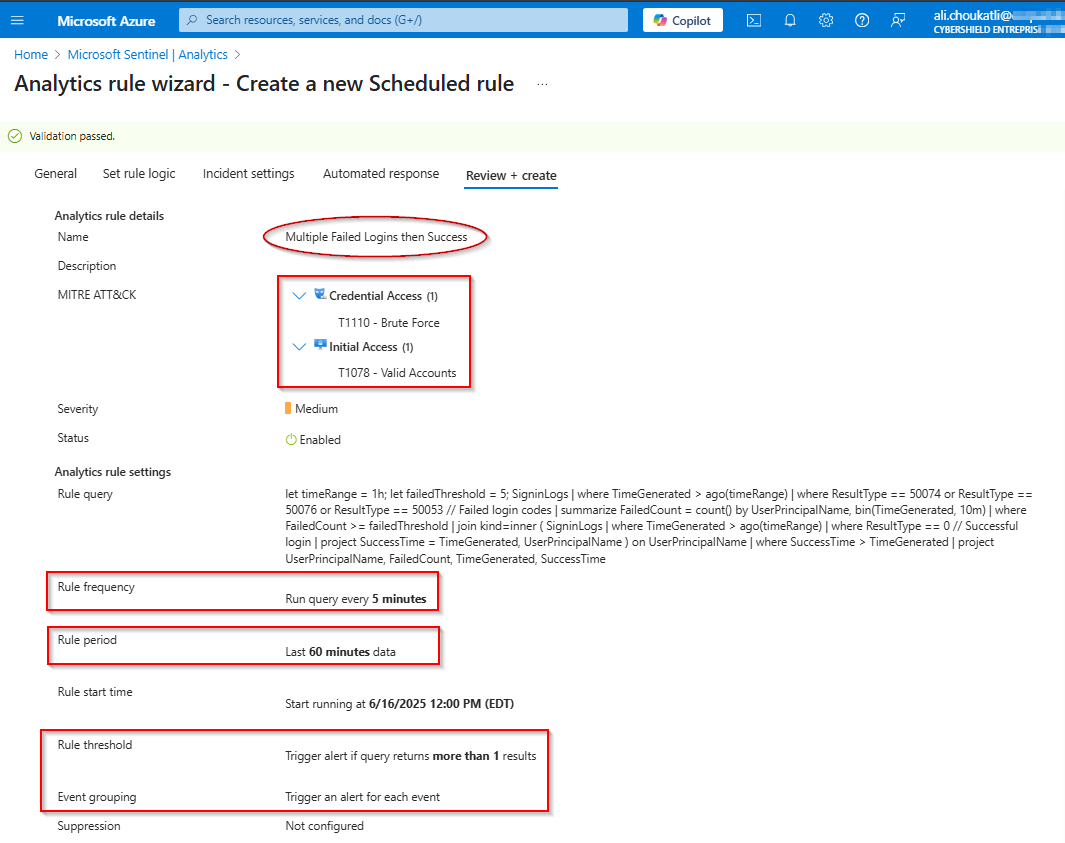 Microsoft Azure
Search resources, services, and docs (G+/)
Copilot
ali.choukatli@
CYBERSHIELD ENTREPRIS
Home > Microsoft Sentinel | Analytics >
Analytics rule wizard - Create a new Scheduled rule ...
Validation passed.
General Set rule logic Incident settings Automated response Review + create
Analytics rule details
Name Multiple Failed Logins then Success
Description
MITRE ATT&CK Credential Access (1)
T1110 - Brute Force
Initial Access (1)
T1078 - Valid Accounts
Severity Medium
Status Enabled
Analytics rule settings
Rule query let timeRange = 1h; let failedThreshold = 5; SigninLogs | where TimeGenerated > ago(timeRange) | where ResultType == 50074 or ResultType ==
50076 or ResultType == 50053 // Failed login codes | summarize FailedCount = count() by UserPrincipalName, bin(TimeGenerated, 10m) | where
FailedCount >= failedThreshold | join kind=inner ( SigninLogs | where TimeGenerated > ago(timeRange) | where ResultType == 0 // Successful
login | project SuccessTime = TimeGenerated, UserPrincipalName ) on UserPrincipalName | where SuccessTime > TimeGenerated | project
UserPrincipalName, FailedCount, TimeGenerated, SuccessTime
Rule frequency
Run query every 5 minutes
Rule period
Last 60 minutes data
Rule start time
Start running at 6/16/2025 12:00 PM (EDT)
Rule threshold
Trigger alert if query returns more than 1 results
Event grouping Trigger an alert for each event
Suppression Not configured